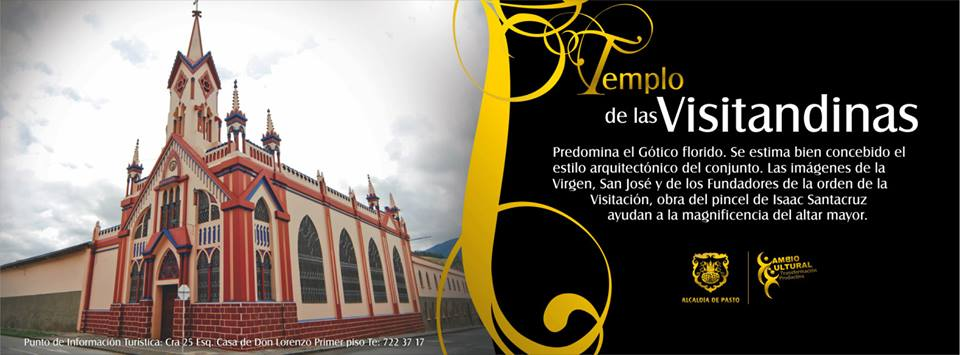 Templo
de las Visitandinas
Predomina el Gótico florido. Se estima bien concebido el
estilo arquitectónico del conjunto. Las imágenes de la
Virgen, San José y de los Fundadores de la orden de la
Visitación, obra del pincel de Isaac Santacruz
ayudan a la magnificencia del altar mayor.
ALCALDIA DE PASTO
CAMBIO
CULTURAL
Transformación
Productiva
Punto de Información Turística: Cra 25 Esq. Casa de Don Lorenzo Primer piso Te: 722 37 17